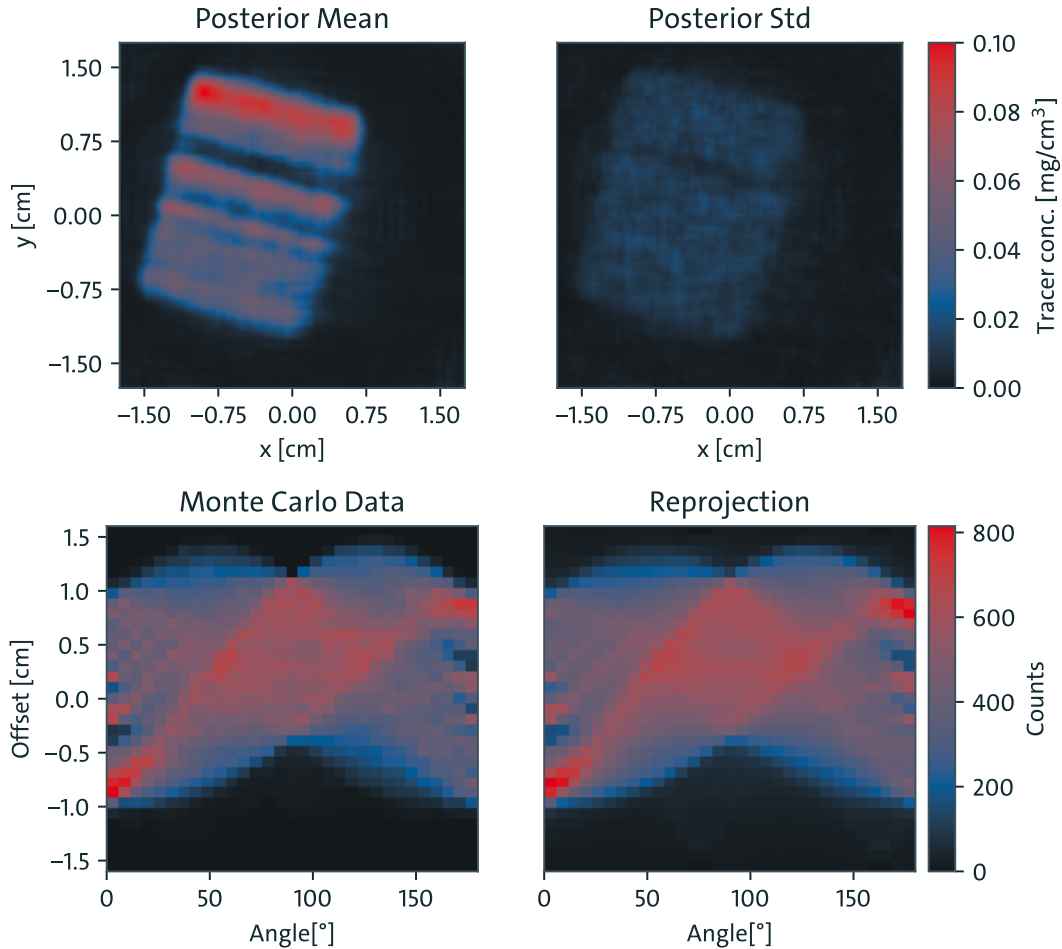 Posterior Mean
Posterior Std
1.50
0.75
0.00
−0.75
−1.50
y [cm]
−1.50 −0.75 0.00 0.75 1.50
x [cm]
−1.50 −0.75 0.00 0.75 1.50
x [cm]
0.10
0.08
0.06
0.04
0.02
0.00
Tracer conc. [mg/cm³]
Monte Carlo Data
Reprojection
1.5
1.0
0.5
0.0
−0.5
−1.0
−1.5
Offset [cm]
0 50 100 150
Angle[°]
0 50 100 150
Angle[°]
800
600
400
200
0
Counts